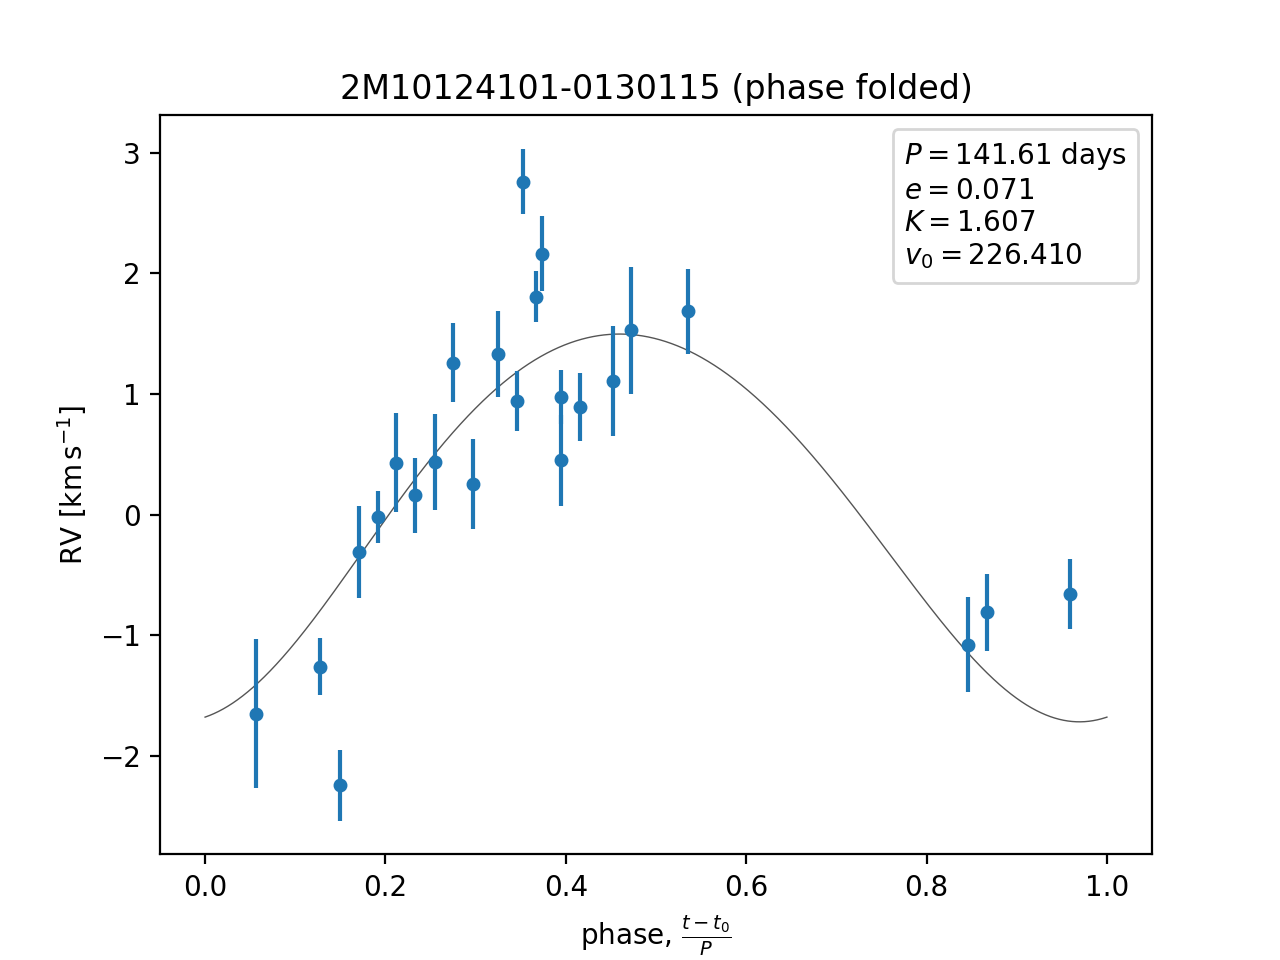 2M10124101-0130115 (phase folded)
P = 141.61 days
e = 0.071
K = 1.607
v₀ = 226.410
3
2
1
0
−1
−2
RV [km s⁻¹]
0.0 0.2 0.4 0.6 0.8 1.0
phase, (t − t₀)/P